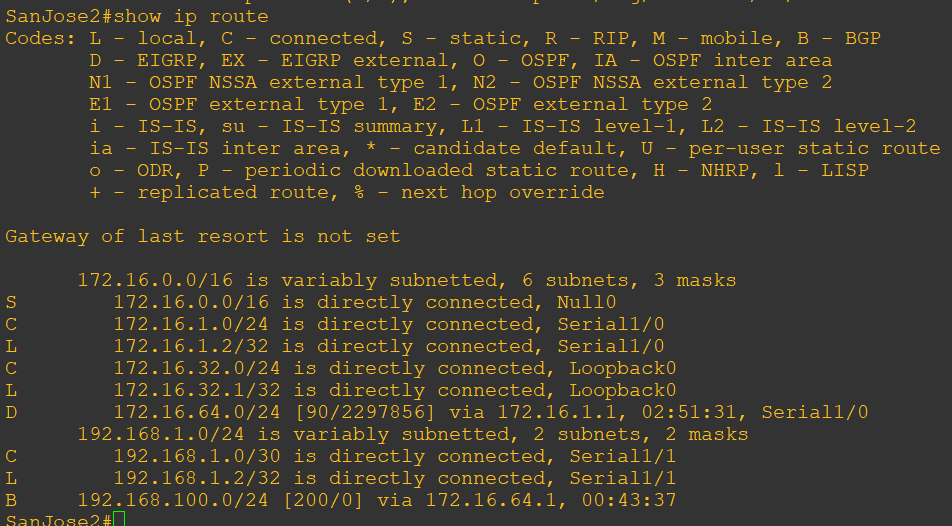 SanJose2#show ip route
Codes: L - local, C - connected, S - static, R - RIP, M - mobile, B - BGP
       D - EIGRP, EX - EIGRP external, O - OSPF, IA - OSPF inter area
       N1 - OSPF NSSA external type 1, N2 - OSPF NSSA external type 2
       E1 - OSPF external type 1, E2 - OSPF external type 2
       i - IS-IS, su - IS-IS summary, L1 - IS-IS level-1, L2 - IS-IS level-2
       ia - IS-IS inter area, * - candidate default, U - per-user static route
       o - ODR, P - periodic downloaded static route, H - NHRP, l - LISP
       + - replicated route, % - next hop override

Gateway of last resort is not set

      172.16.0.0/16 is variably subnetted, 6 subnets, 3 masks
S        172.16.0.0/16 is directly connected, Null0
C        172.16.1.0/24 is directly connected, Serial1/0
L        172.16.1.2/32 is directly connected, Serial1/0
C        172.16.32.0/24 is directly connected, Loopback0
L        172.16.32.1/32 is directly connected, Loopback0
D        172.16.64.0/24 [90/2297856] via 172.16.1.1, 02:51:31, Serial1/0
      192.168.1.0/24 is variably subnetted, 2 subnets, 2 masks
C        192.168.1.0/30 is directly connected, Serial1/1
L        192.168.1.2/32 is directly connected, Serial1/1
B     192.168.100.0/24 [200/0] via 172.16.64.1, 00:43:37
SanJose2#